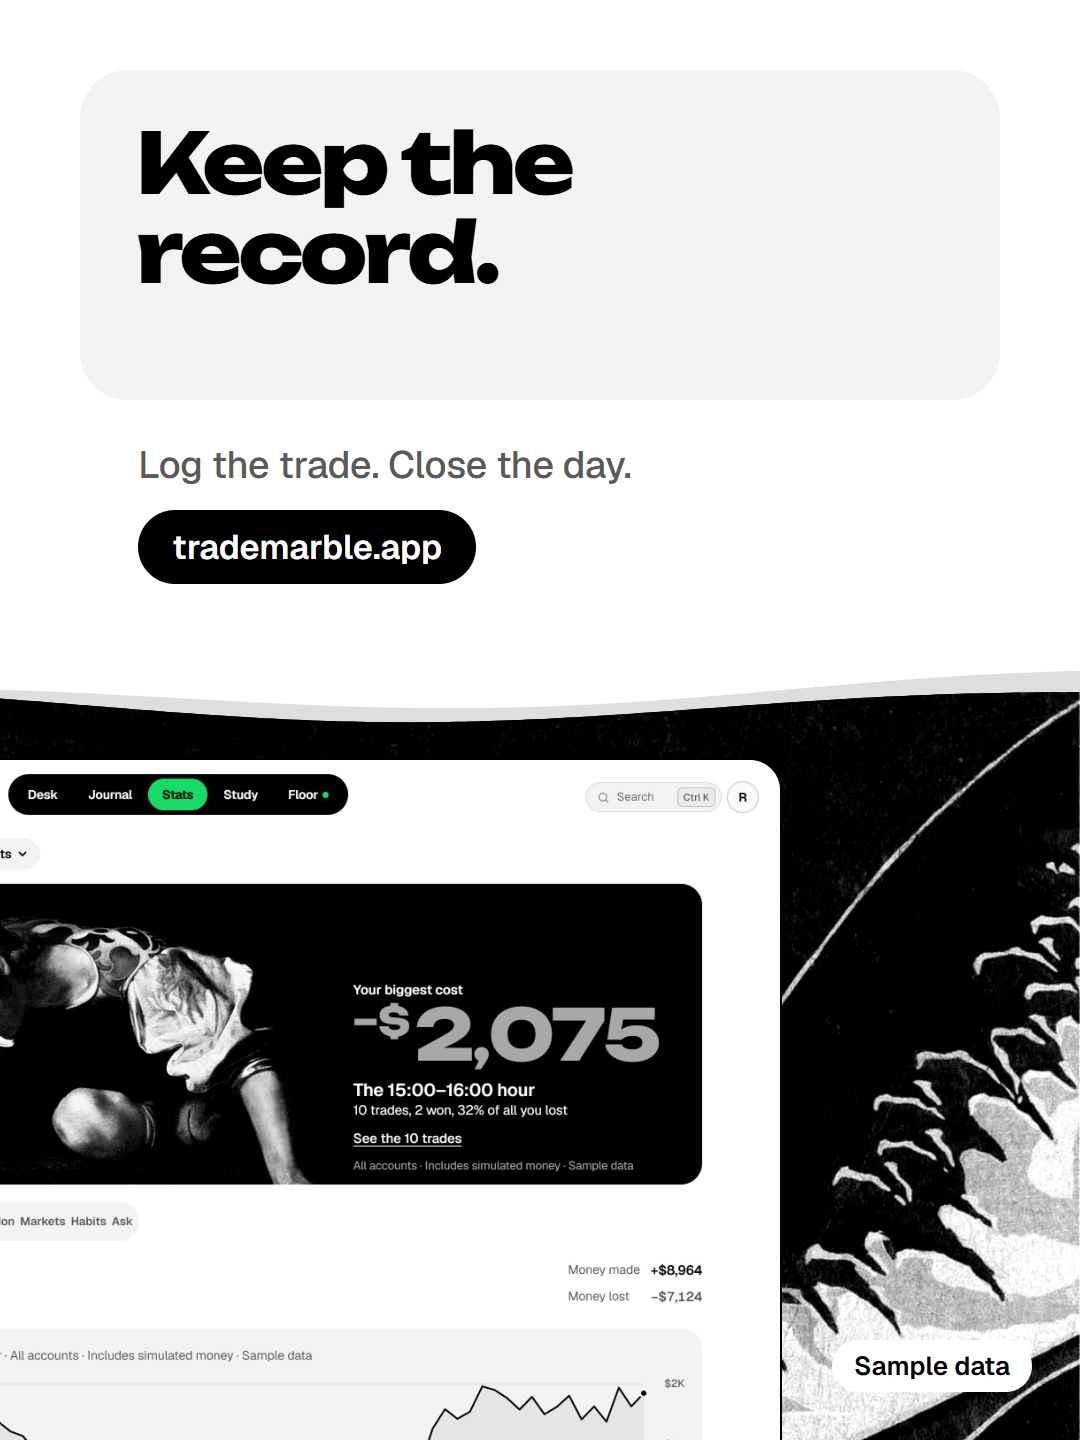 Keep the
record.
Log the trade. Close the day.
trademarble.app
Desk Journal Stats Study Floor
Search Ctrl K R
ts
Your biggest cost
−$2,075
The 15:00–16:00 hour
10 trades, 2 won, 32% of all you lost
See the 10 trades
All accounts · Includes simulated money · Sample data
ion Markets Habits Ask
Money made +$8,964
Money lost −$7,124
· All accounts · Includes simulated money · Sample data
$2K
Sample data